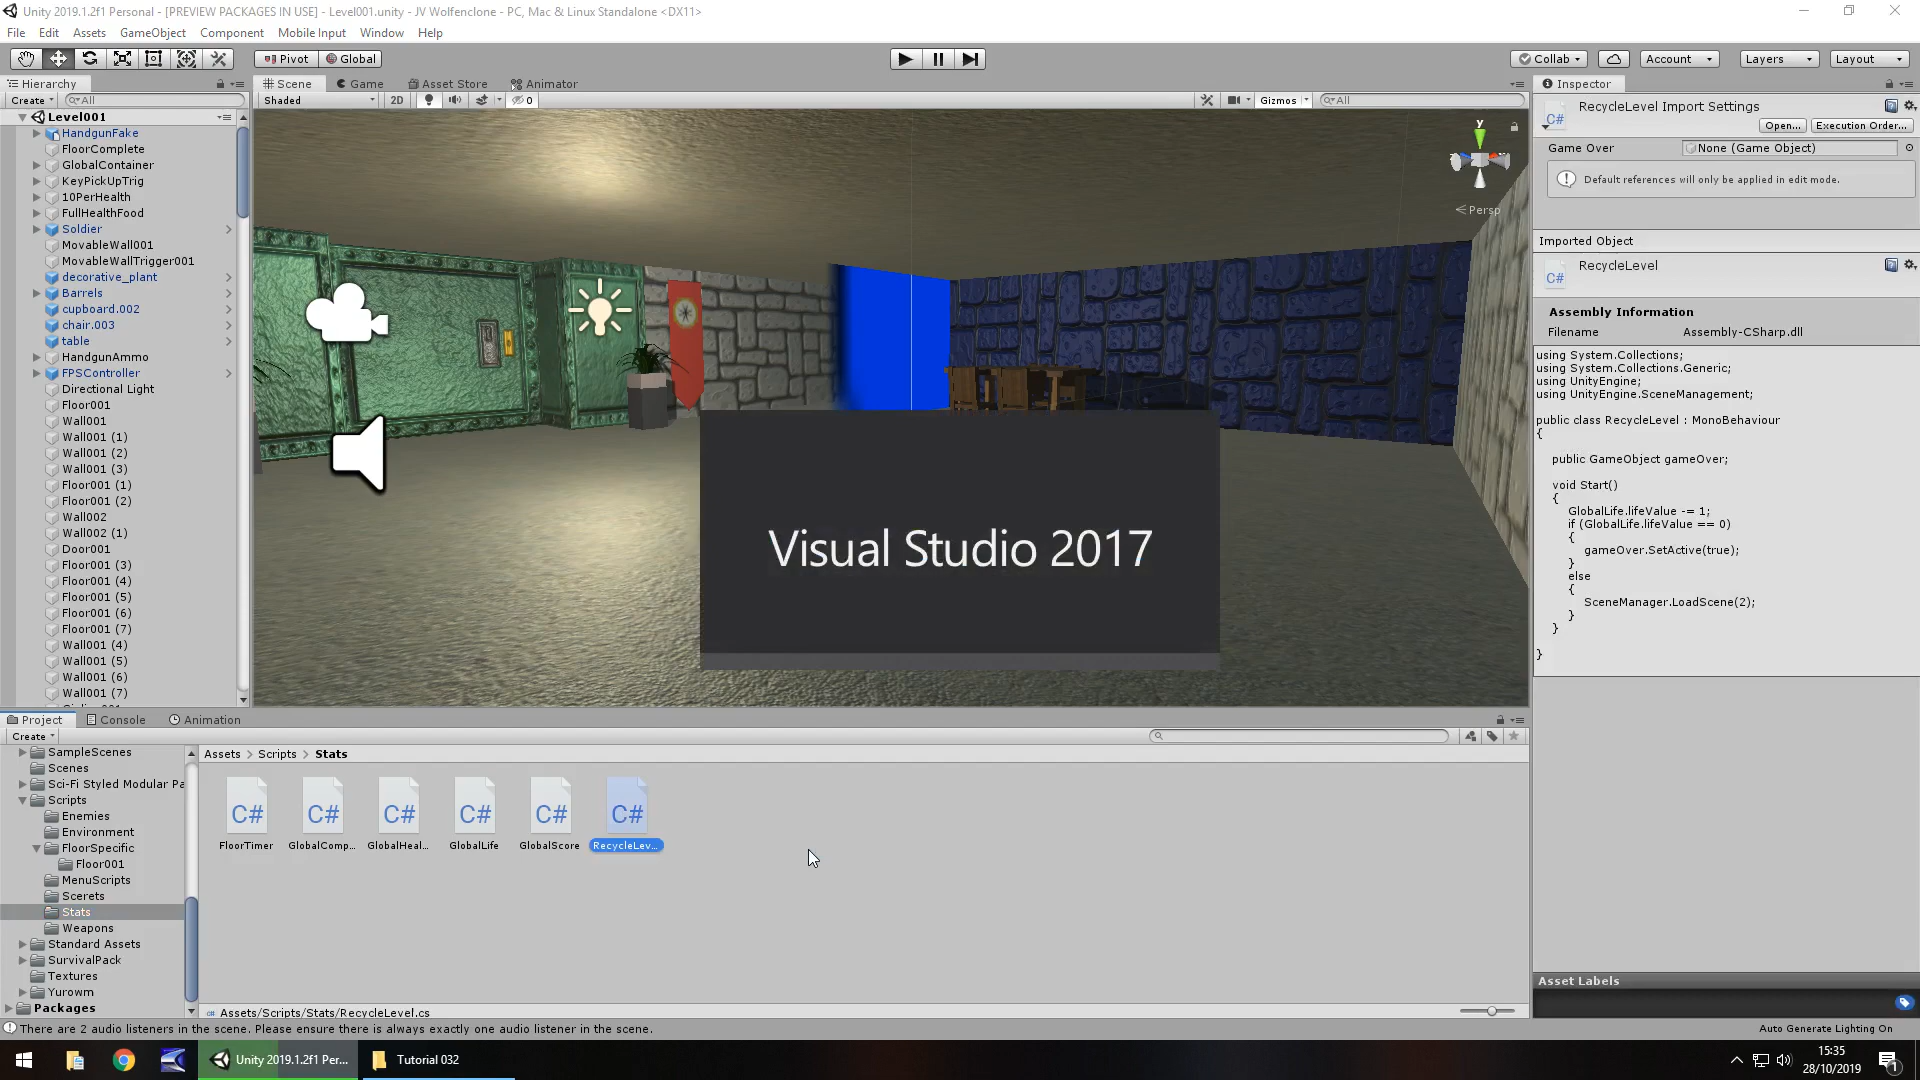 Unity 2019.1.2f1 Personal - [PREVIEW PACKAGES IN USE] - Level001.unity - JV Wolfenclone - PC, Mac & Linux Standalone <DX11>
File Edit Assets GameObject Component Mobile Input Window Help
Pivot Global Collab Account Layers Layout
Hierarchy Scene Game Asset Store Animator Inspector
Create All Shaded 2D 0 Gizmos All
Level001
HandgunFake
FloorComplete
GlobalContainer
KeyPickUpTrig
10PerHealth
FullHealthFood
Soldier
MovableWall001
MovableWallTrigger001
decorative_plant
Barrels
cupboard.002
chair.003
table
HandgunAmmo
FPSController
Directional Light
Floor001
Wall001
Wall001 (1)
Wall001 (2)
Wall001 (3)
Floor001 (1)
Floor001 (2)
Wall002
Wall002 (1)
Door001
Floor001 (3)
Floor001 (4)
Floor001 (5)
Floor001 (6)
Floor001 (7)
Wall001 (4)
Wall001 (5)
Wall001 (6)
Wall001 (7)
y
Persp
Visual Studio 2017
RecycleLevel Import Settings
Open... Execution Order...
C#
Game Over None (Game Object)
Default references will only be applied in edit mode.
Imported Object
RecycleLevel
C#
Assembly Information
Filename Assembly-CSharp.dll
using System.Collections;
using System.Collections.Generic;
using UnityEngine;
using UnityEngine.SceneManagement;
public class RecycleLevel : MonoBehaviour
{
public GameObject gameOver;
void Start()
{
GlobalLife.lifeValue -= 1;
if (GlobalLife.lifeValue == 0)
{
gameOver.SetActive(true);
}
else
{
SceneManager.LoadScene(2);
}
}
}
Asset Labels
Project Console Animation
Create
SampleScenes
Scenes
Sci-Fi Styled Modular Pa
Scripts
Enemies
Environment
FloorSpecific
Floor001
MenuScripts
Scerets
Stats
Weapons
Standard Assets
SurvivalPack
Textures
Yurowm
Packages
Assets > Scripts > Stats
C# C# C# C# C# C#
FloorTimer GlobalComp... GlobalHeal... GlobalLife GlobalScore RecycleLev...
Assets/Scripts/Stats/RecycleLevel.cs
There are 2 audio listeners in the scene. Please ensure there is always exactly one audio listener in the scene.
Auto Generate Lighting On
Unity 2019.1.2f1 Per... Tutorial 032
15:35
28/10/2019
1